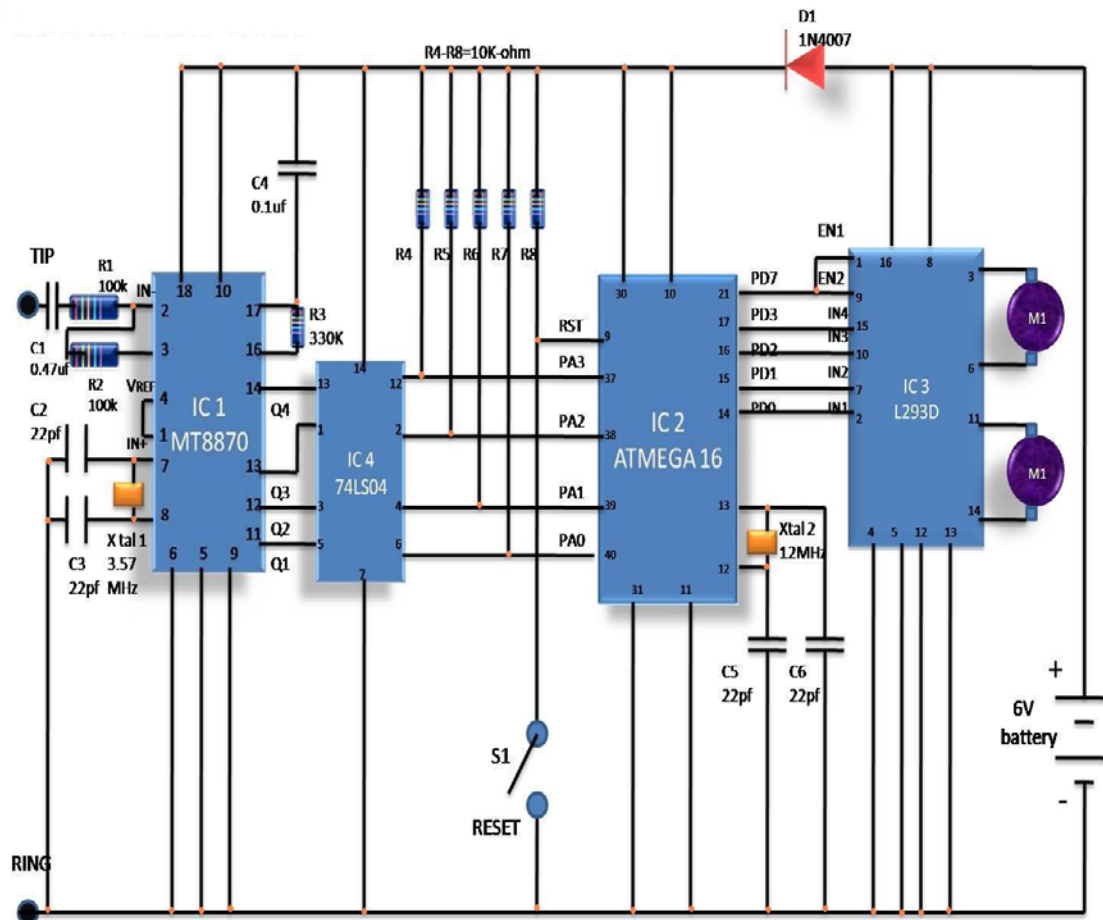 D1
1N4007
R4-R8=10K-ohm
C4
0.1uf
R4
R5
R6
R7
R8
EN1
TIP
R1
100k
IN-
18
10
2
17
3
16
R3
330K
C1
0.47uf
R2
100k
VREF
4
1
IN+
7
8
C2
22pf
C3
22pf
X tal 1
3.57
MHz
IC 1
MT8870
14
Q4
13
Q3
12
Q2
11
Q1
6
5
9
14
13
12
1
2
IC 4
74LS04
3
4
5
6
7
RST
PA3
PA2
PA1
PA0
30
10
9
37
38
39
40
21
17
16
15
14
13
12
31
11
IC 2
ATMEGA 16
PD7
PD3
PD2
PD1
PD0
EN2
IN4
IN3
IN2
IN1
Xtal 2
12MHz
C5
22pf
C6
22pf
16
8
1
9
15
10
7
2
3
6
11
14
4
5
12
13
IC 3
L293D
M1
M1
S1
RESET
+
6V
battery
-
RING